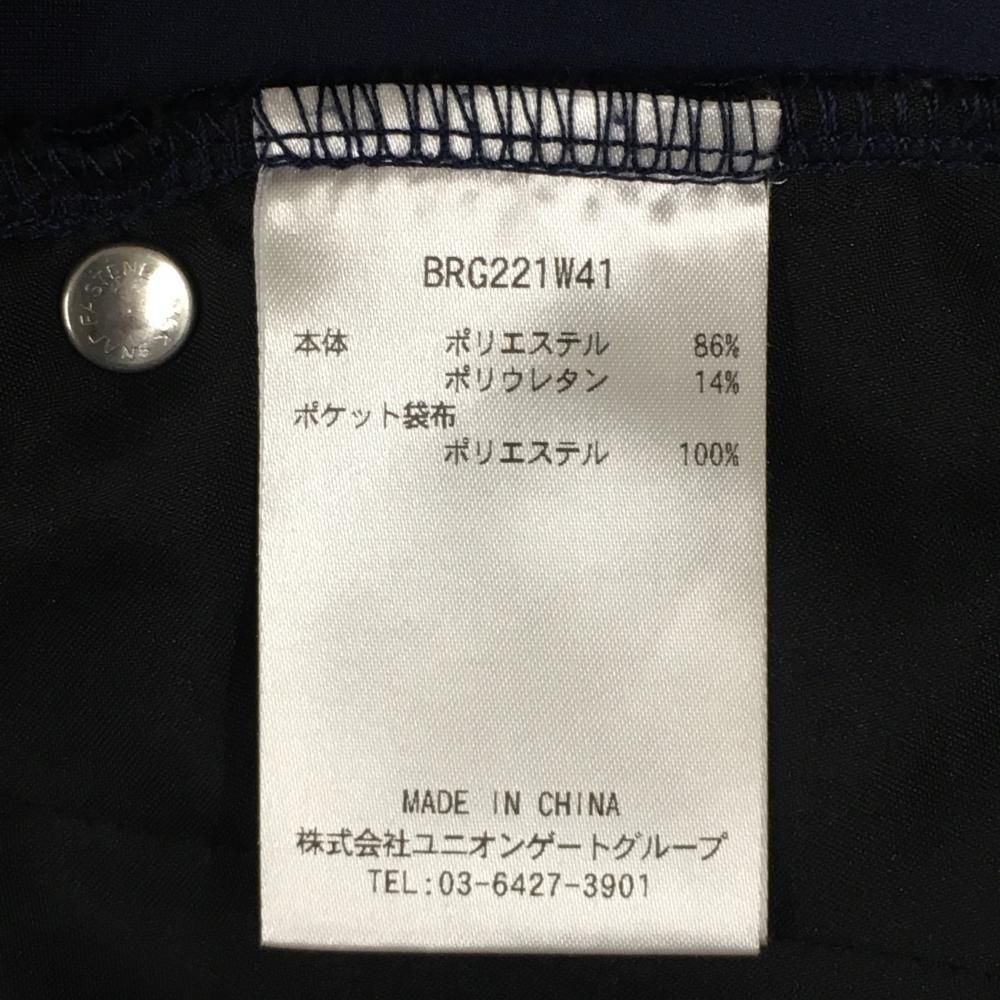 BRG221W41
本体 ポリエステル 86%
ポリウレタン 14%
ポケット袋布
ポリエステル 100%
MADE IN CHINA
株式会社ユニオンゲートグループ
TEL:03-6427-3901
FASTENE
SNA